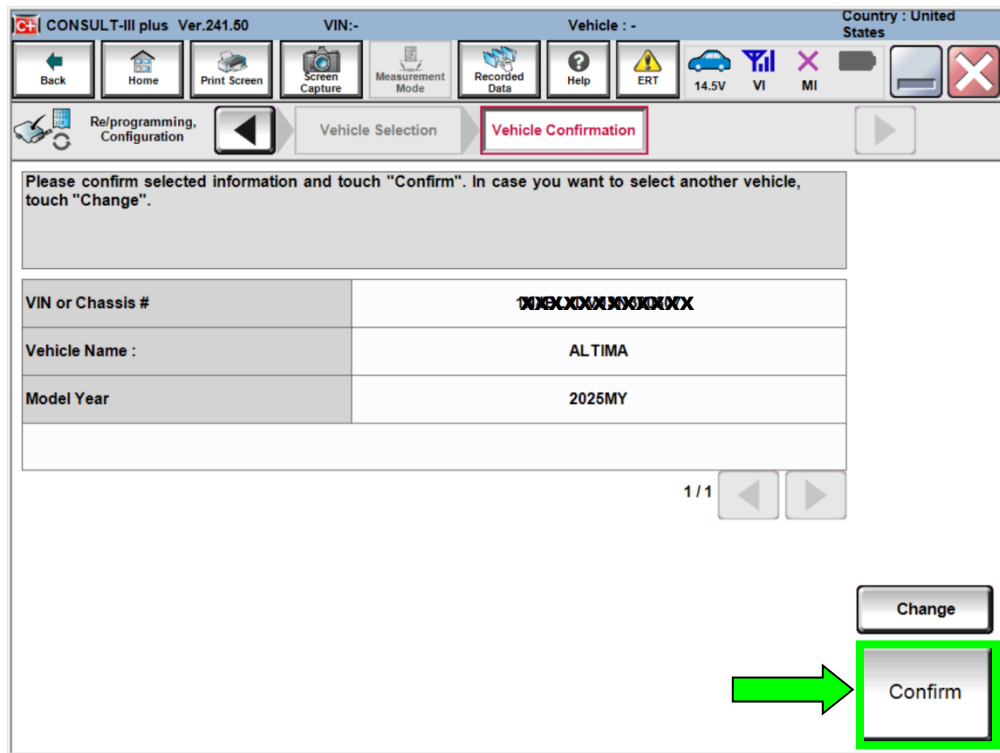 C+ CONSULT-III plus Ver.241.50 VIN:- Vehicle : - Country : United States
Back
Home
Print Screen
Screen Capture
Measurement Mode
Recorded Data
Help
ERT
14.5V
VI
MI
Re/programming, Configuration
Vehicle Selection
Vehicle Confirmation
Please confirm selected information and touch "Confirm". In case you want to select another vehicle,
touch "Change".
VIN or Chassis #
Vehicle Name : ALTIMA
Model Year 2025MY
1/1
Change
Confirm